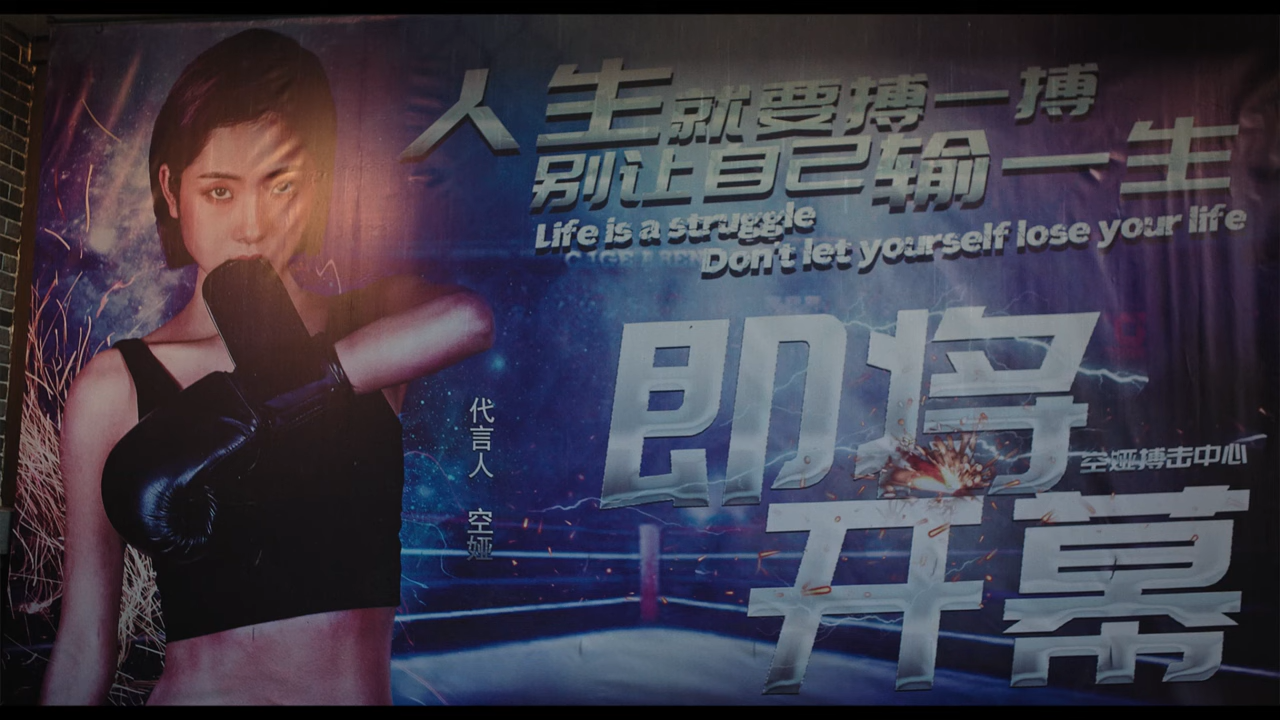 人生就要搏一搏
别让自己输一生
Life is a struggle
Don't let yourself lose your life
即将
空娅搏击中心
开幕
代言人 空娅